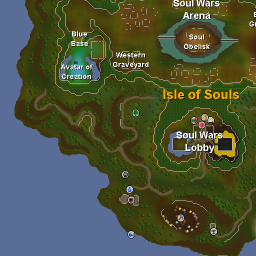 Soul Wars
Arena
Blue
Base
Soul
Obelisk
Western
Graveyard
Avatar of
Creation
Isle of Souls
Soul Wars
Lobby